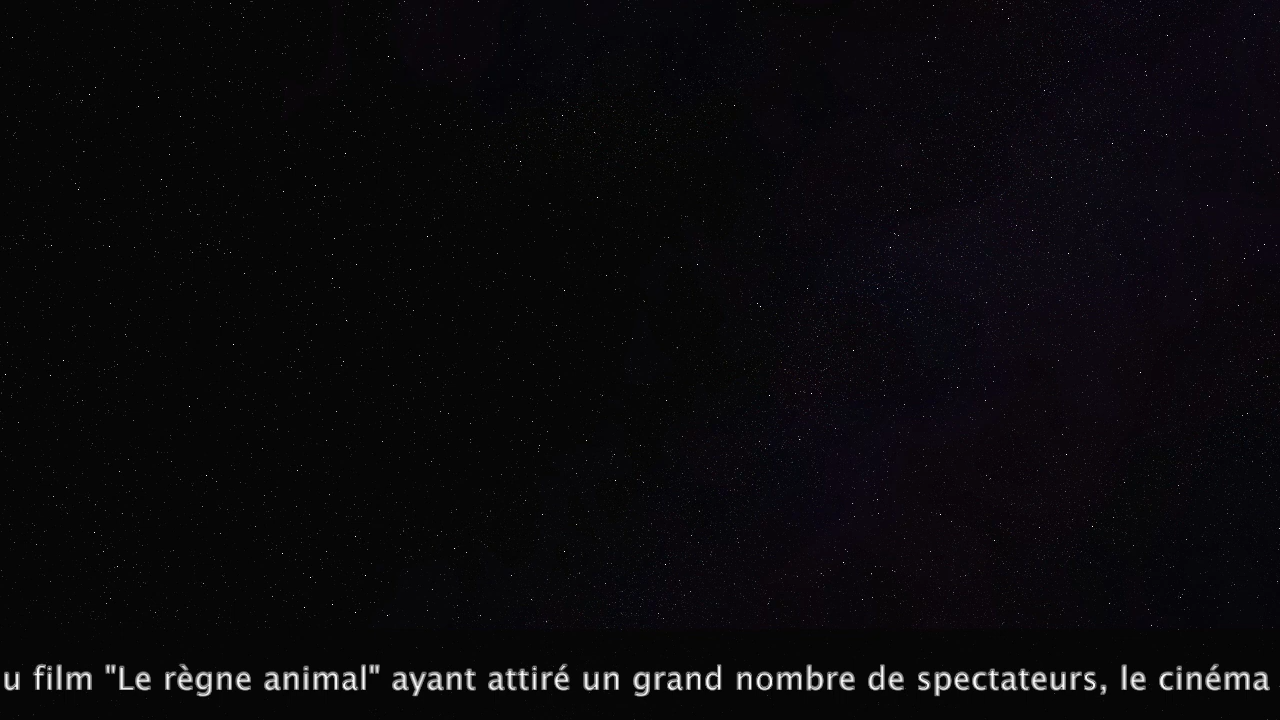 u film "Le règne animal" ayant attiré un grand nombre de spectateurs, le cinéma